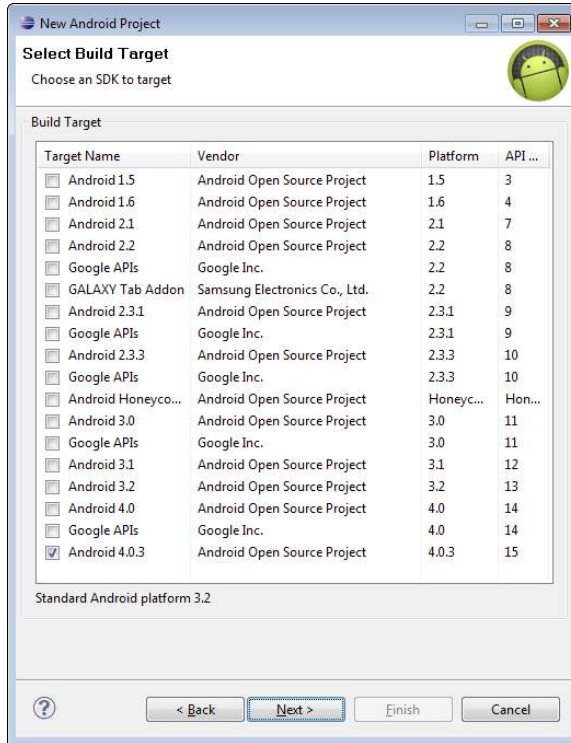 New Android Project
Select Build Target
Choose an SDK to target
Build Target
Target Name Vendor Platform API ...
Android 1.5 Android Open Source Project 1.5 3
Android 1.6 Android Open Source Project 1.6 4
Android 2.1 Android Open Source Project 2.1 7
Android 2.2 Android Open Source Project 2.2 8
Google APIs Google Inc. 2.2 8
GALAXY Tab Addon Samsung Electronics Co., Ltd. 2.2 8
Android 2.3.1 Android Open Source Project 2.3.1 9
Google APIs Google Inc. 2.3.1 9
Android 2.3.3 Android Open Source Project 2.3.3 10
Google APIs Google Inc. 2.3.3 10
Android Honeyco... Android Open Source Project Honeyc... Hon...
Android 3.0 Android Open Source Project 3.0 11
Google APIs Google Inc. 3.0 11
Android 3.1 Android Open Source Project 3.1 12
Android 3.2 Android Open Source Project 3.2 13
Android 4.0 Android Open Source Project 4.0 14
Google APIs Google Inc. 4.0 14
Android 4.0.3 Android Open Source Project 4.0.3 15
Standard Android platform 3.2
? < Back Next > Finish Cancel